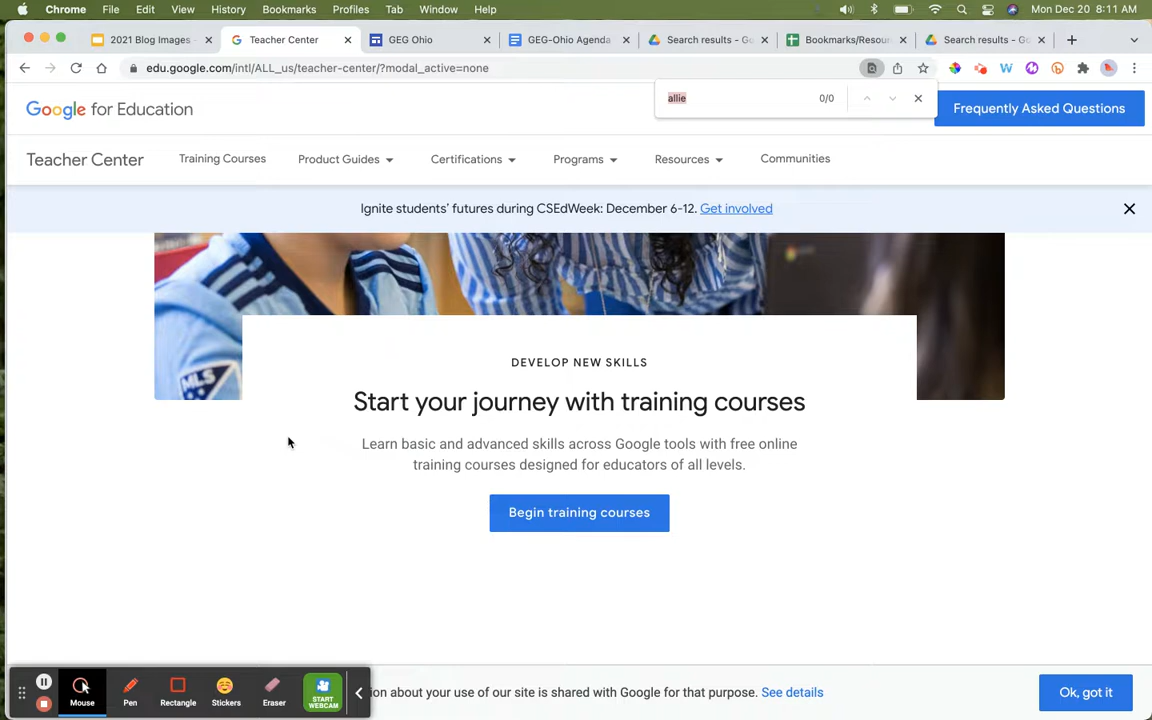 Chrome File Edit View History Bookmarks Profiles Tab Window Help Mon Dec 20 8:11 AM
2021 Blog Images - Teacher Center GEG Ohio GEG-Ohio Agenda Search results - Go Bookmarks/Resour Search results - Go
edu.google.com/intl/ALL_us/teacher-center/?modal_active=none
allie 0/0
Google for Education Frequently Asked Questions
Teacher Center Training Courses Product Guides Certifications Programs Resources Communities
Ignite students' futures during CSEdWeek: December 6-12. Get involved
MLS
DEVELOP NEW SKILLS
Start your journey with training courses
Learn basic and advanced skills across Google tools with free online
training courses designed for educators of all levels.
Begin training courses
ion about your use of our site is shared with Google for that purpose. See details Ok, got it
Mouse Pen Rectangle Stickers Eraser START WEBCAM